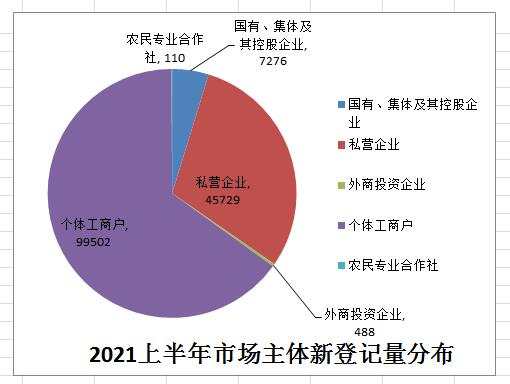 农民专业合作
社, 110
国有、集体及
其控股企业,
7276
私营企业,
45729
个体工商户,
99502
外商投资企业,
488
国有、集体及其控股企
业
私营企业
外商投资企业
个体工商户
农民专业合作社
2021上半年市场主体新登记量分布